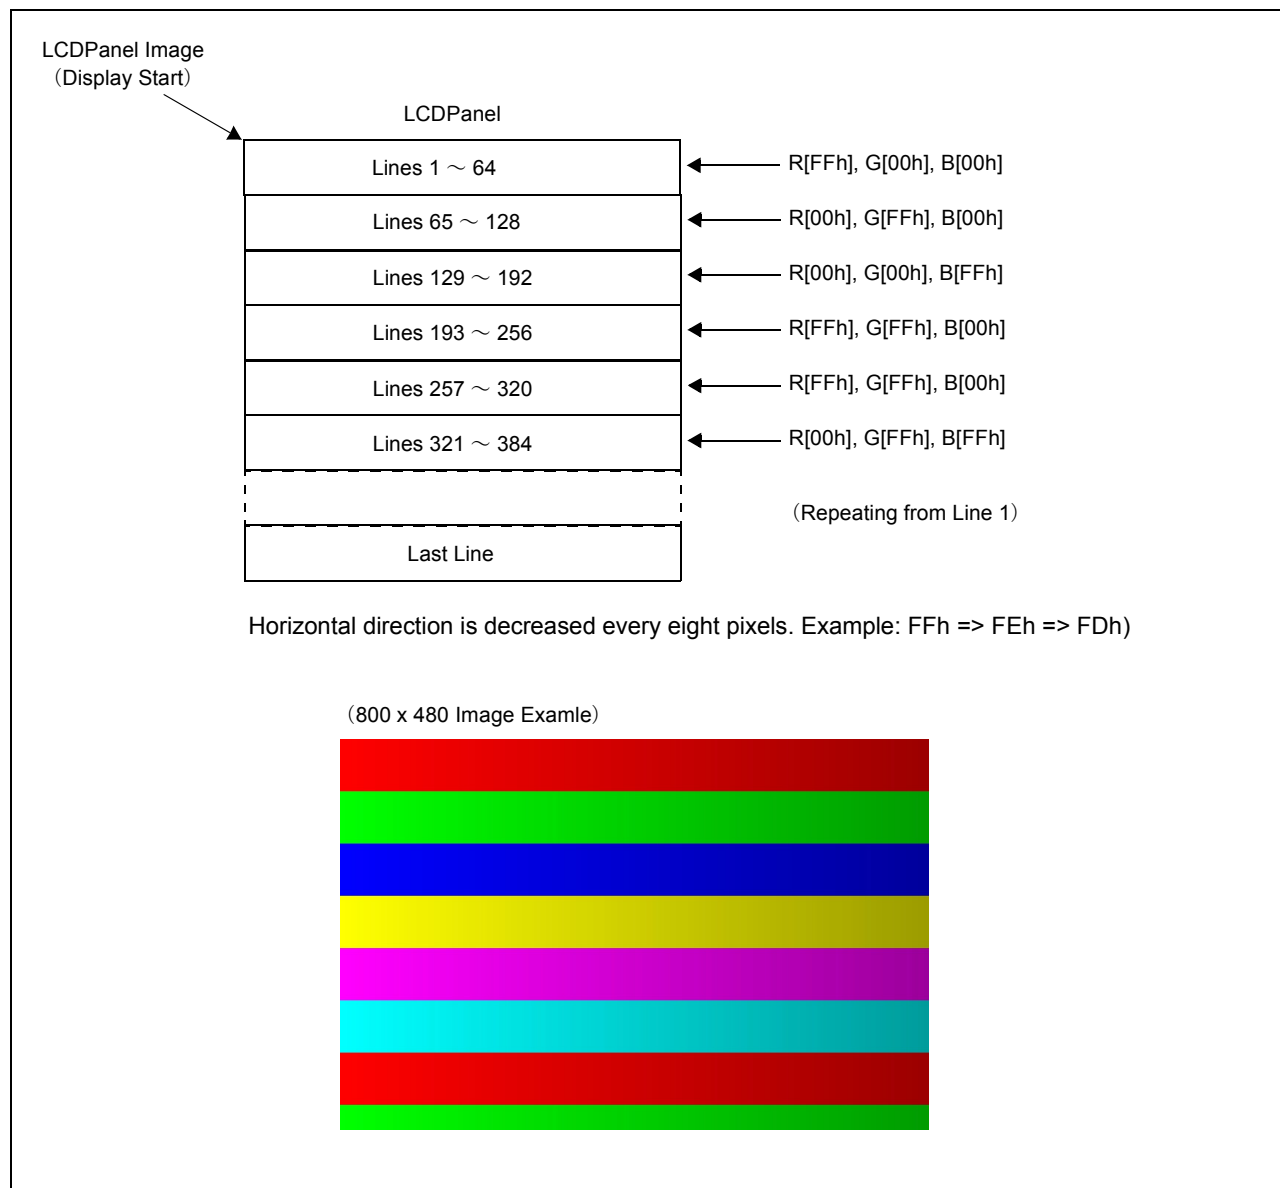 LCDPanel Image
（Display Start）
LCDPanel
Lines 1 ～ 64
R[FFh], G[00h], B[00h]
Lines 65 ～ 128
R[00h], G[FFh], B[00h]
Lines 129 ～ 192
R[00h], G[00h], B[FFh]
Lines 193 ～ 256
R[FFh], G[FFh], B[00h]
Lines 257 ～ 320
R[FFh], G[FFh], B[00h]
Lines 321 ～ 384
R[00h], G[FFh], B[FFh]
（Repeating from Line 1）
Last Line
Horizontal direction is decreased every eight pixels. Example: FFh => FEh => FDh)
（800 x 480 Image Examle）